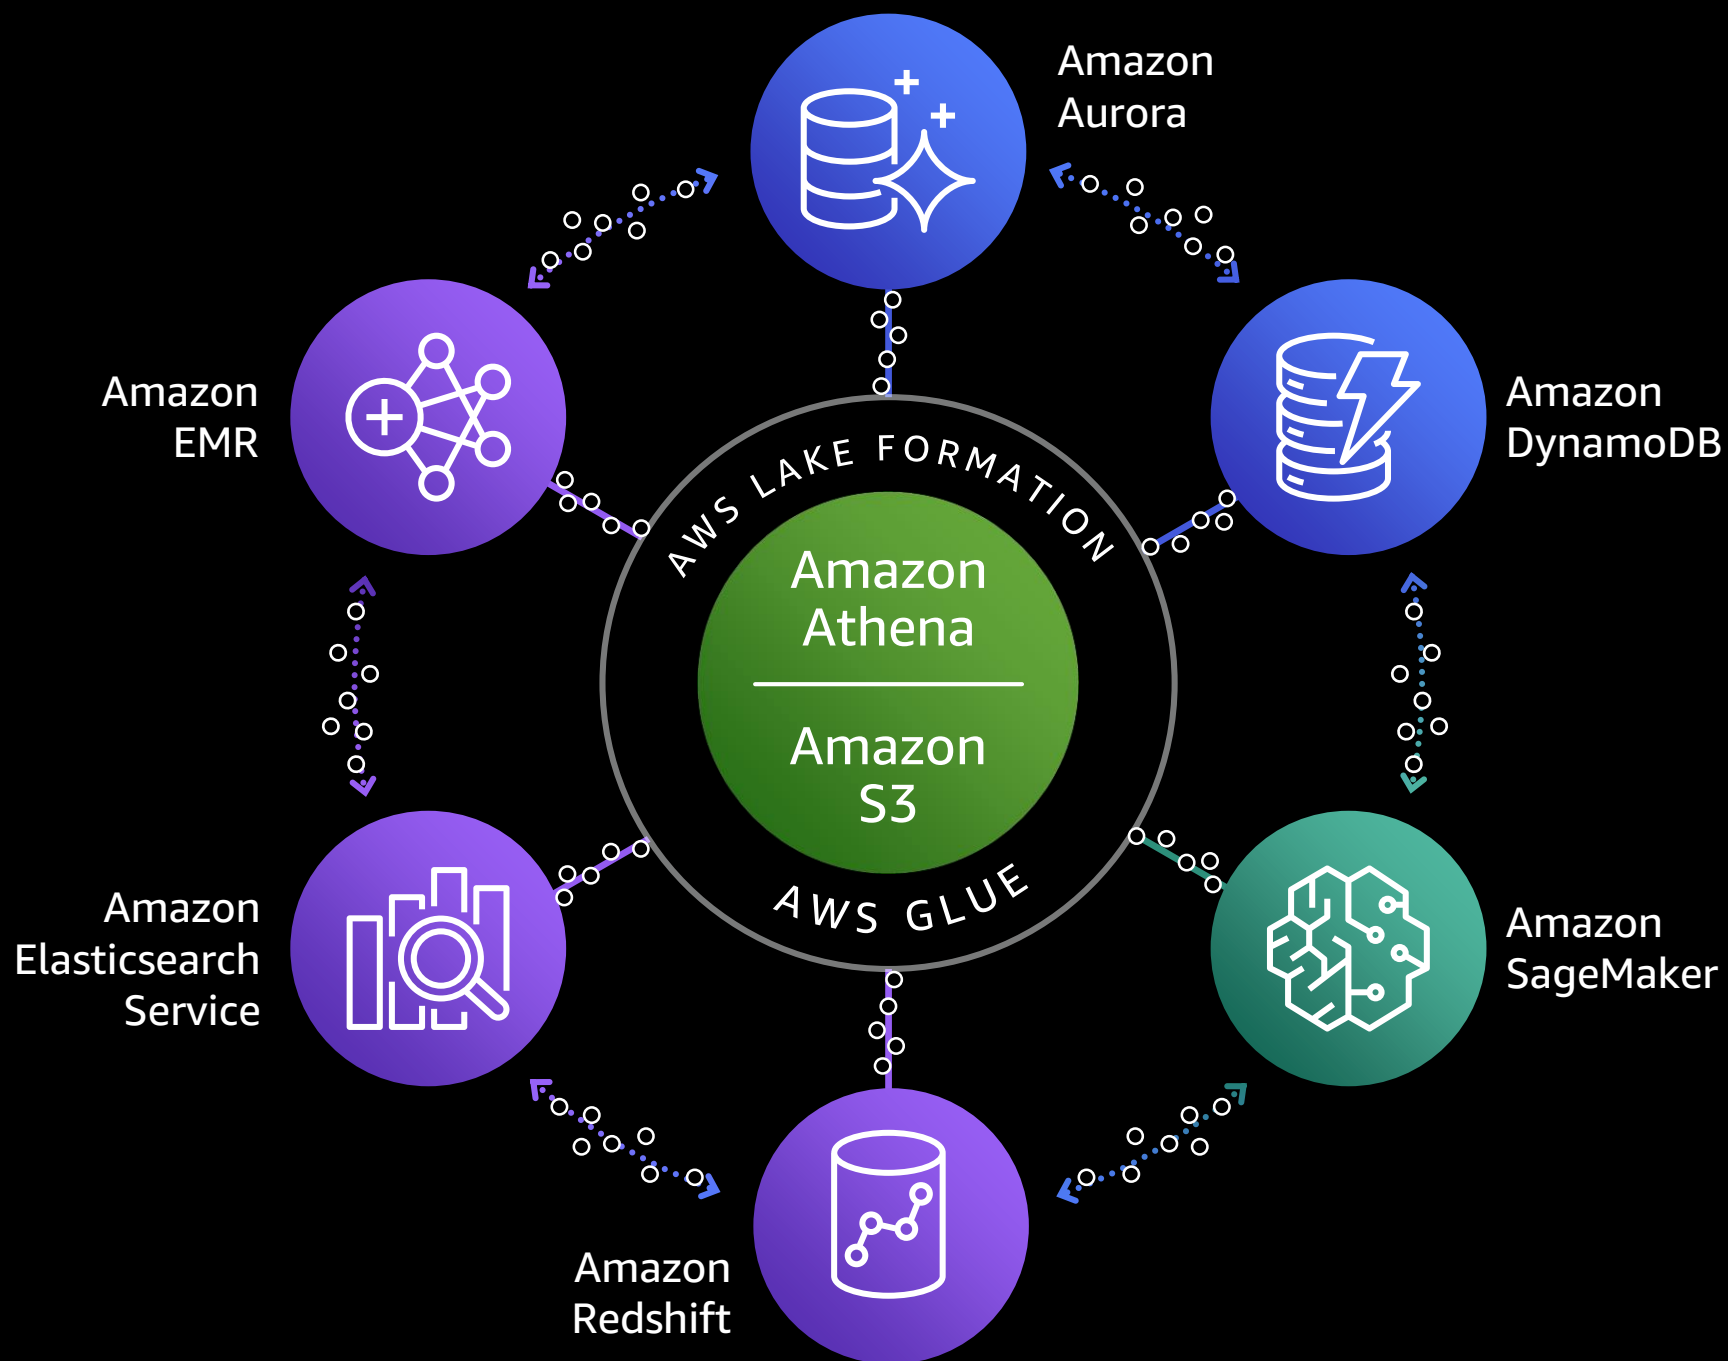 Amazon
Aurora
Amazon
EMR
Amazon
DynamoDB
AWS LAKE FORMATION
Amazon
Athena
Amazon
S3
AWS GLUE
Amazon
Elasticsearch
Service
Amazon
SageMaker
Amazon
Redshift